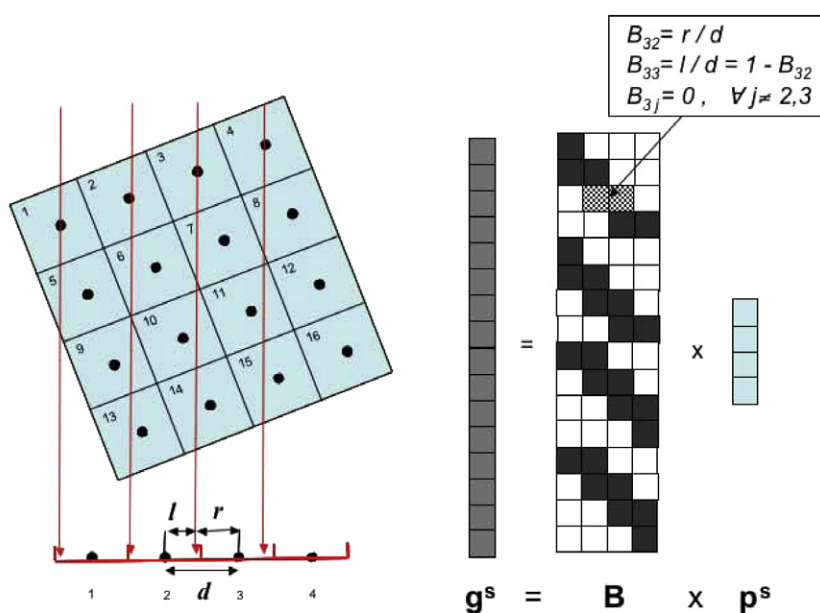 B32= r / d
B33= l / d = 1 - B32
B3j= 0 , ∀ j≠ 2,3
4
3
2
1
8
7
6
5
12
11
10
9
16
15
14
13
=
x
l r
d
1 2 3 4
gˢ = B x pˢ